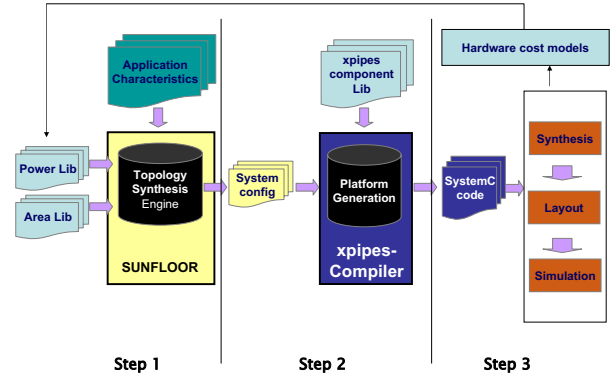 Application
Characteristics
Power Lib
Area Lib
Topology
Synthesis
Engine
SUNFLOOR
System
config
xpipes
component
Lib
Platform
Generation
xpipes-
Compiler
SystemC
code
Hardware cost models
Synthesis
Layout
Simulation
Step 1
Step 2
Step 3